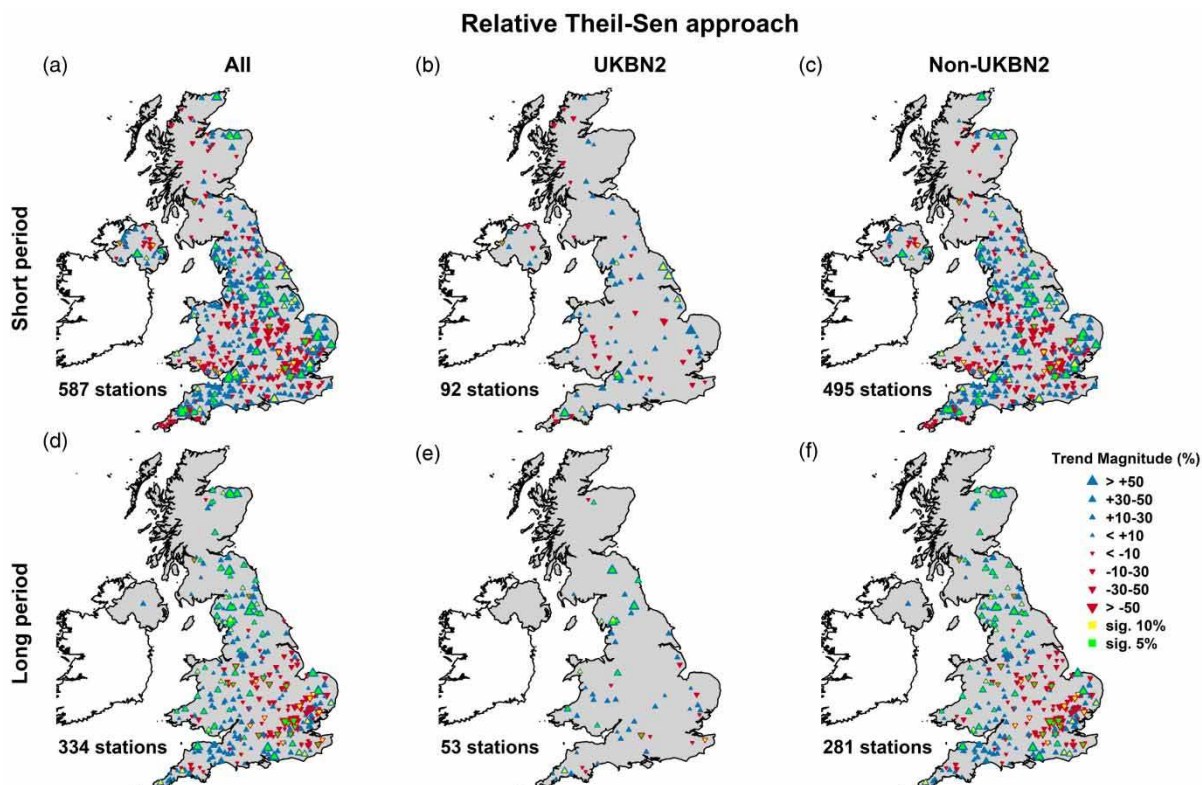 Relative Theil-Sen approach
(a) All
(b) UKBN2
(c) Non-UKBN2
Short period
587 stations
92 stations
495 stations
(d)
(e)
(f)
Long period
334 stations
53 stations
281 stations
Trend Magnitude (%)
> +50
+30-50
+10-30
< +10
< -10
-10-30
-30-50
> -50
sig. 10%
sig. 5%